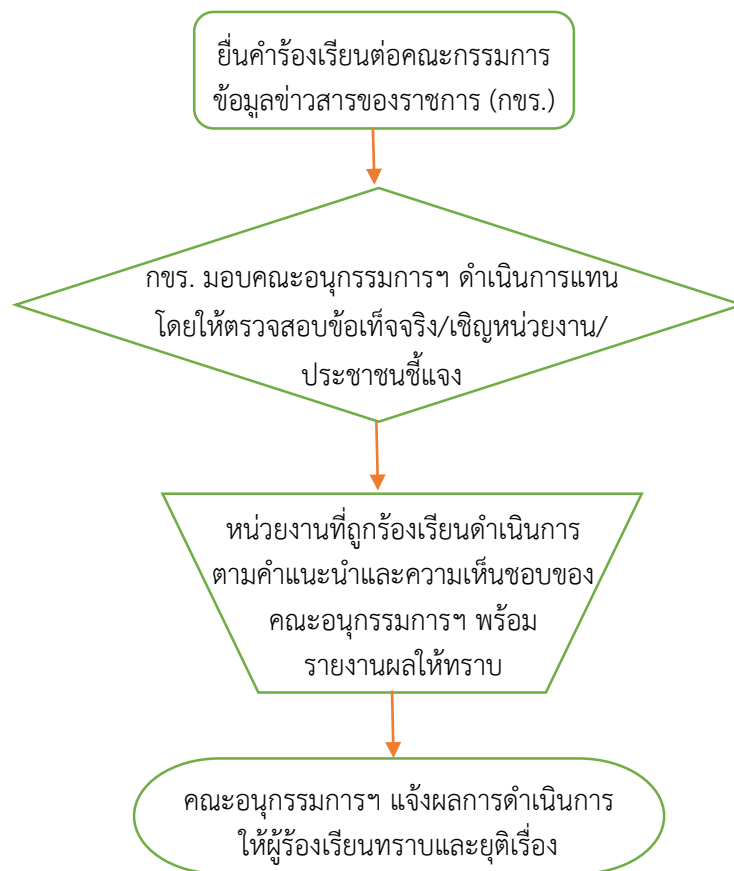 ยื่นคำร้องเรียนต่อคณะกรรมการ
ข้อมูลข่าวสารของราชการ (กขร.)
กขร. มอบคณะอนุกรรมการฯ ดำเนินการแทน
โดยให้ตรวจสอบข้อเท็จจริง/เชิญหน่วยงาน/
ประชาชนชี้แจง
หน่วยงานที่ถูกร้องเรียนดำเนินการ
ตามคำแนะนำและความเห็นชอบของ
คณะอนุกรรมการฯ พร้อม
รายงานผลให้ทราบ
คณะอนุกรรมการฯ แจ้งผลการดำเนินการ
ให้ผู้ร้องเรียนทราบและยุติเรื่อง